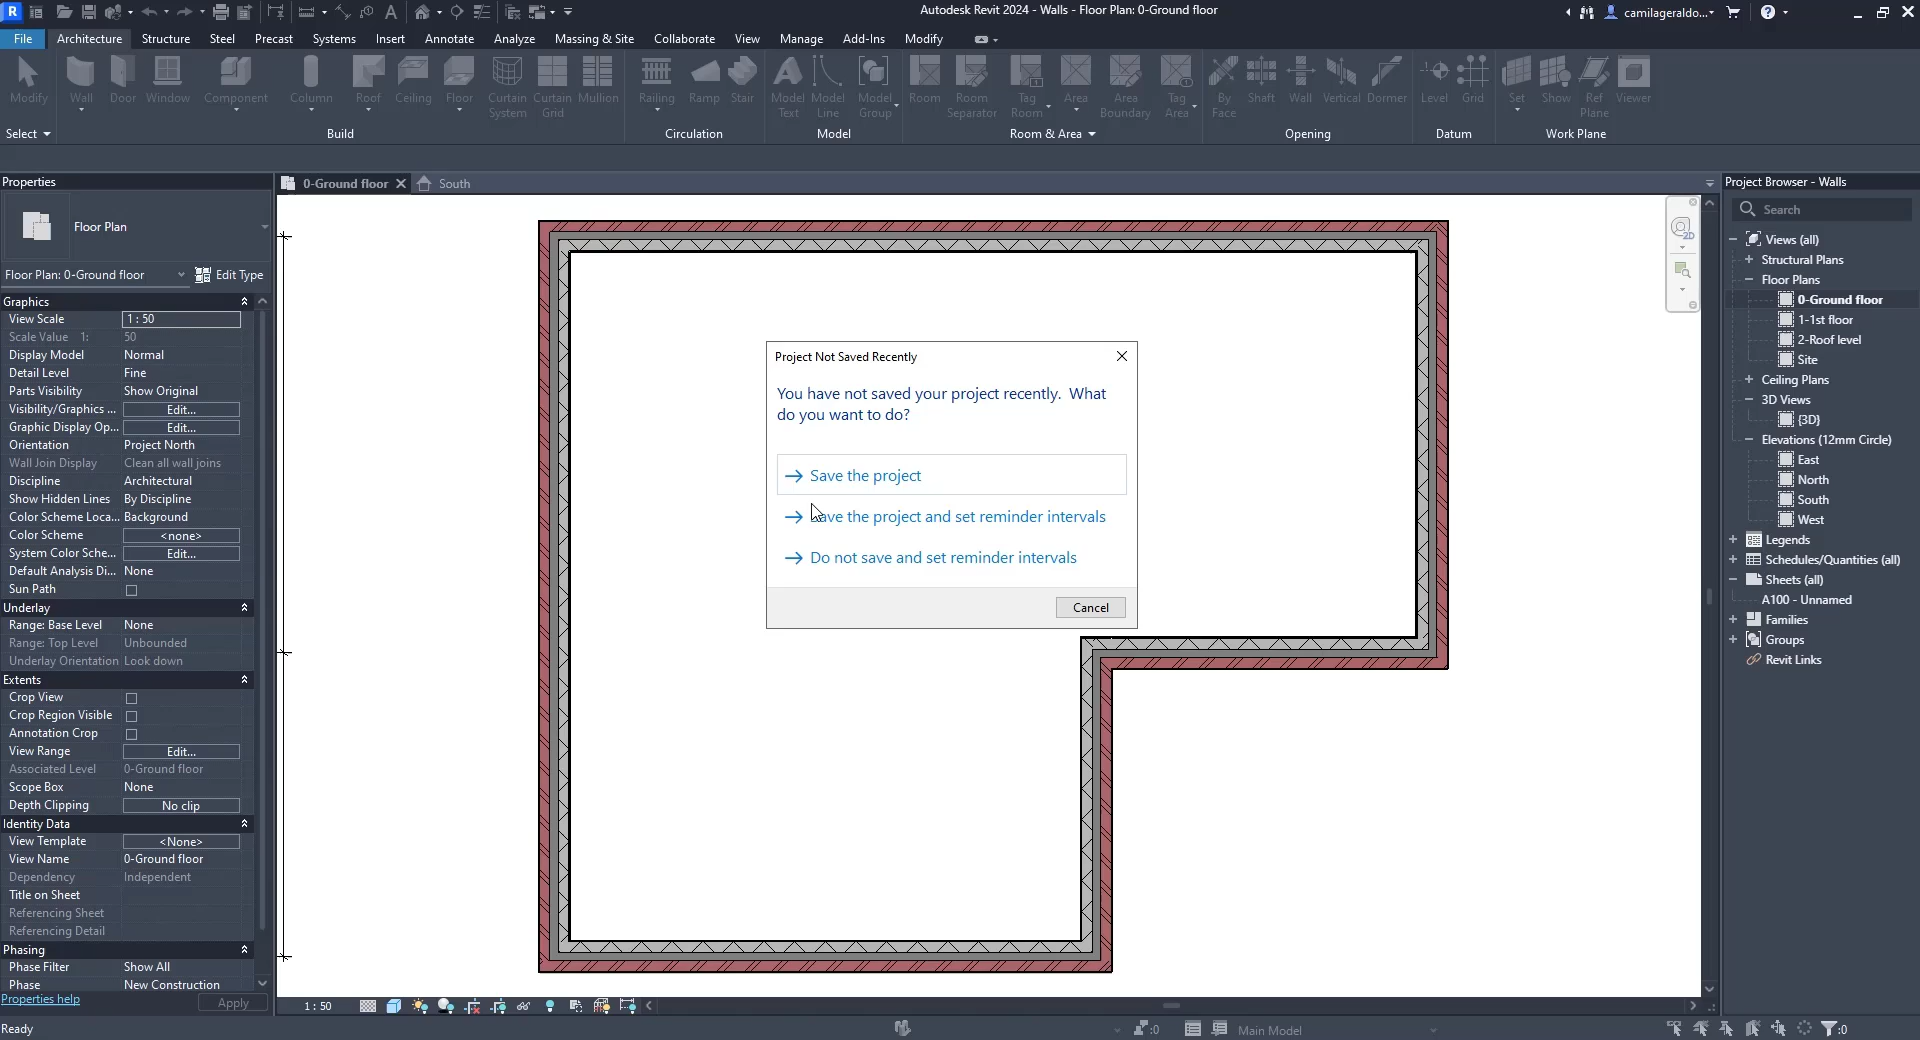 Autodesk Revit 2024 - Walls - Floor Plan: 0-Ground floor
camilageraldo...
File
Architecture
Structure
Steel
Precast
Systems
Insert
Annotate
Analyze
Massing & Site
Collaborate
View
Manage
Add-Ins
Modify
Modify
Wall
Door
Window
Component
Column
Roof
Ceiling
Floor
Curtain System
Curtain Grid
Mullion
Railing
Ramp
Stair
Model Text
Model Line
Model Group
Room
Room Separator
Tag Room
Area
Area Boundary
Tag Area
By Face
Shaft
Wall
Vertical
Dormer
Level
Grid
Set
Show
Ref Plane
Viewer
Select
Build
Circulation
Model
Room & Area
Opening
Datum
Work Plane
Properties
Floor Plan
Floor Plan: 0-Ground floor
Edit Type
Graphics
View Scale 1 : 50
Scale Value 1: 50
Display Model Normal
Detail Level Fine
Parts Visibility Show Original
Visibility/Graphics ... Edit...
Graphic Display Op... Edit...
Orientation Project North
Wall Join Display Clean all wall joins
Discipline Architectural
Show Hidden Lines By Discipline
Color Scheme Loca... Background
Color Scheme <none>
System Color Sche... Edit...
Default Analysis Di... None
Sun Path
Underlay
Range: Base Level None
Range: Top Level Unbounded
Underlay Orientation Look down
Extents
Crop View
Crop Region Visible
Annotation Crop
View Range Edit...
Associated Level 0-Ground floor
Scope Box None
Depth Clipping No clip
Identity Data
View Template <None>
View Name 0-Ground floor
Dependency Independent
Title on Sheet
Referencing Sheet
Referencing Detail
Phasing
Phase Filter Show All
Phase New Construction
Properties help
Apply
Ready
0-Ground floor
South
Project Not Saved Recently
You have not saved your project recently. What
do you want to do?
Save the project
ave the project and set reminder intervals
Do not save and set reminder intervals
Cancel
1 : 50
:0
Main Model
:0
Project Browser - Walls
Search
Views (all)
Structural Plans
Floor Plans
0-Ground floor
1-1st floor
2-Roof level
Site
Ceiling Plans
3D Views
{3D}
Elevations (12mm Circle)
East
North
South
West
Legends
Schedules/Quantities (all)
Sheets (all)
A100 - Unnamed
Families
Groups
Revit Links
2D